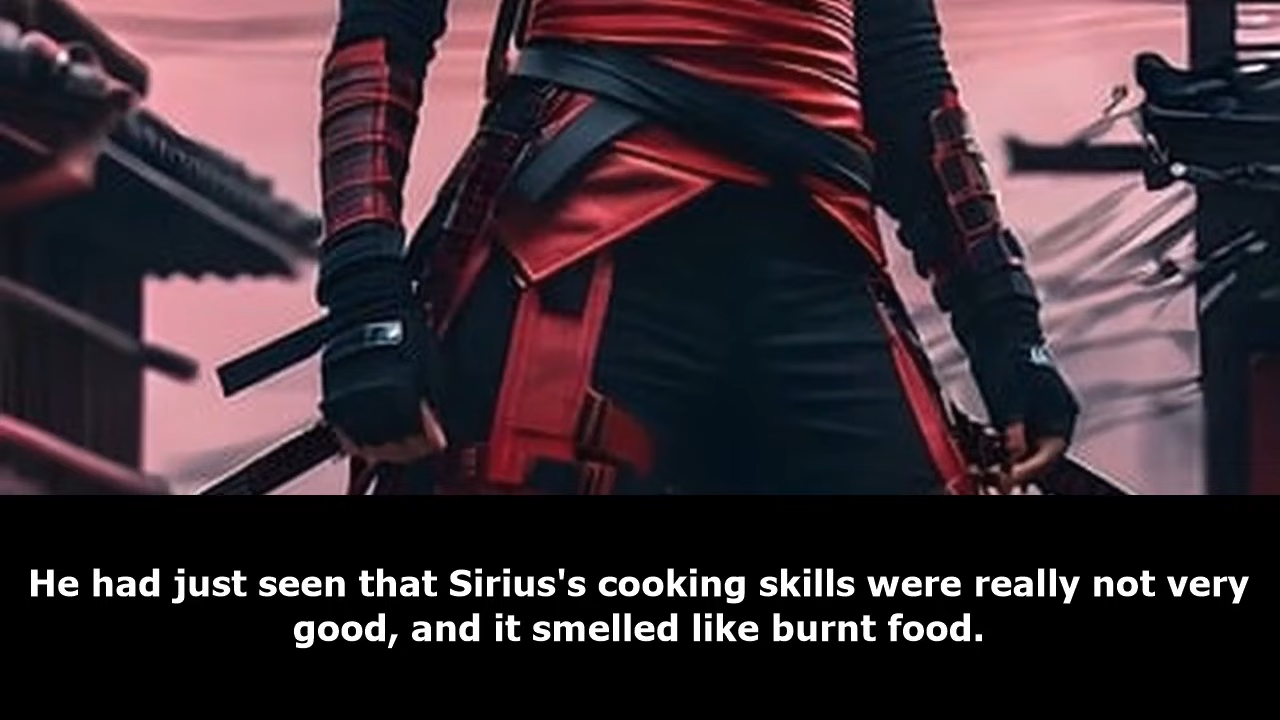 He had just seen that Sirius's cooking skills were really not very
good, and it smelled like burnt food.